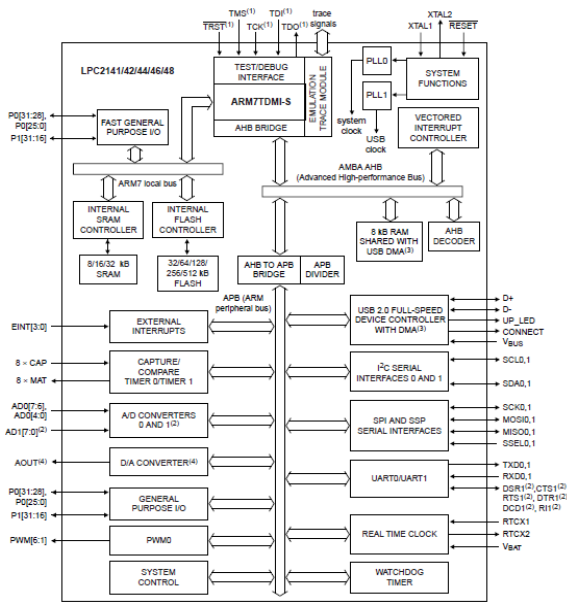 TMS(1)
TDI(1)
trace
signals
XTAL2
TRST(1)
TCK(1)
TDO(1)
XTAL1
RESET
LPC2141/42/44/46/48
TEST/DEBUG
INTERFACE
ARM7TDMI-S
AHB BRIDGE
EMULATION
TRACE MODULE
PLL0
PLL1
system
clock
USB
clock
SYSTEM
FUNCTIONS
VECTORED
INTERRUPT
CONTROLLER
P0[31:28],
P0[25:0]
P1[31:16]
FAST GENERAL
PURPOSE I/O
ARM7 local bus
AMBA AHB
(Advanced High-performance Bus)
INTERNAL
SRAM
CONTROLLER
INTERNAL
FLASH
CONTROLLER
8/16/32 kB
SRAM
32/64/128/
256/512 kB
FLASH
8 kB RAM
SHARED WITH
USB DMA(3)
AHB
DECODER
AHB TO APB
BRIDGE
APB
DIVIDER
APB (ARM
peripheral bus)
EINT[3:0]
EXTERNAL
INTERRUPTS
USB 2.0 FULL-SPEED
DEVICE CONTROLLER
WITH DMA(3)
D+
D-
UP_LED
CONNECT
VBUS
8 × CAP
8 × MAT
CAPTURE/
COMPARE
TIMER 0/TIMER 1
I2C SERIAL
INTERFACES 0 AND 1
SCL0,1
SDA0,1
AD0[7:6],
AD0[4:0]
AD1[7:0](2)
A/D CONVERTERS
0 AND 1(2)
SPI AND SSP
SERIAL INTERFACES
SCK0,1
MOSI0,1
MISO0,1
SSEL0,1
AOUT(4)
D/A CONVERTER(4)
UART0/UART1
TXD0,1
RXD0,1
DSR1(2),CTS1(2)
RTS1(2), DTR1(2)
DCD1(2), RI1(2)
P0[31:28],
P0[25:0]
P1[31:16]
GENERAL
PURPOSE I/O
REAL TIME CLOCK
RTCX1
RTCX2
VBAT
PWM[6:1]
PWM0
SYSTEM
CONTROL
WATCHDOG
TIMER